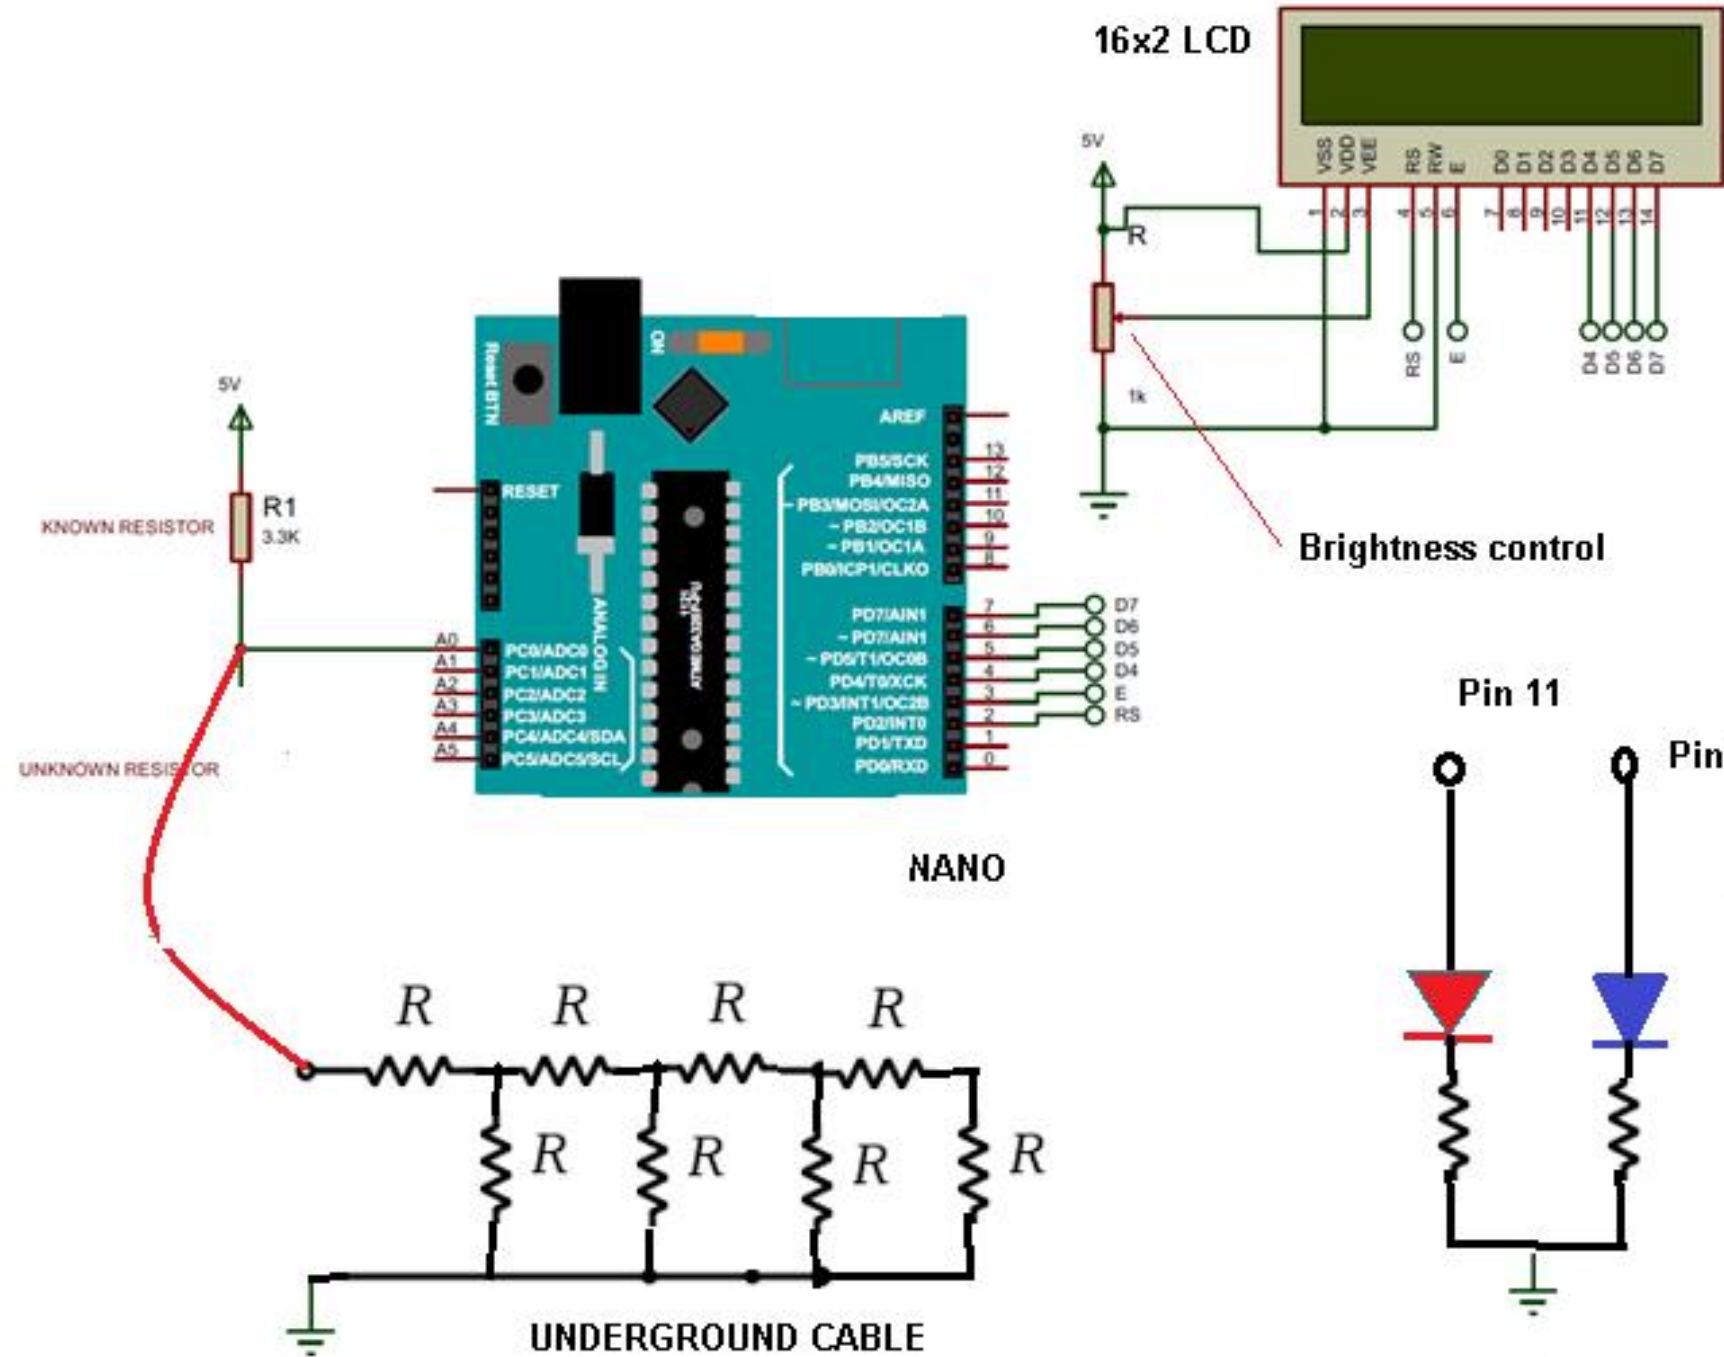 16x2 LCD
VSS
VDD
VEE
RS
RW
E
D0
D1
D2
D3
D4
D5
D6
D7
1
2
3
4
5
6
7
8
9
10
11
12
13
14
5V
R
1k
RS
E
D4
D5
D6
D7
Brightness control
5V
R1
3.3K
KNOWN RESISTOR
UNKNOWN RESISTOR
Reset BTN
ON
RESET
ANALOG IN
A0
A1
A2
A3
A4
A5
PC0/ADC0
PC1/ADC1
PC2/ADC2
PC3/ADC3
PC4/ADC4/SDA
PC5/ADC5/SCL
AREF
PB5/SCK
PB4/MISO
~ PB3/MOSI/OC2A
~ PB2/OC1B
~ PB1/OC1A
PB0/ICP1/CLKO
13
12
11
10
9
8
PD7/AIN1
~ PD7/AIN1
~ PD5/T1/OC0B
PD4/T0/XCK
~ PD3/INT1/OC2B
PD2/INT0
PD1/TXD
PD0/RXD
7
6
5
4
3
2
1
0
D7
D6
D5
D4
E
RS
NANO
Pin 11
Pin
R R R R
R R R R
UNDERGROUND CABLE